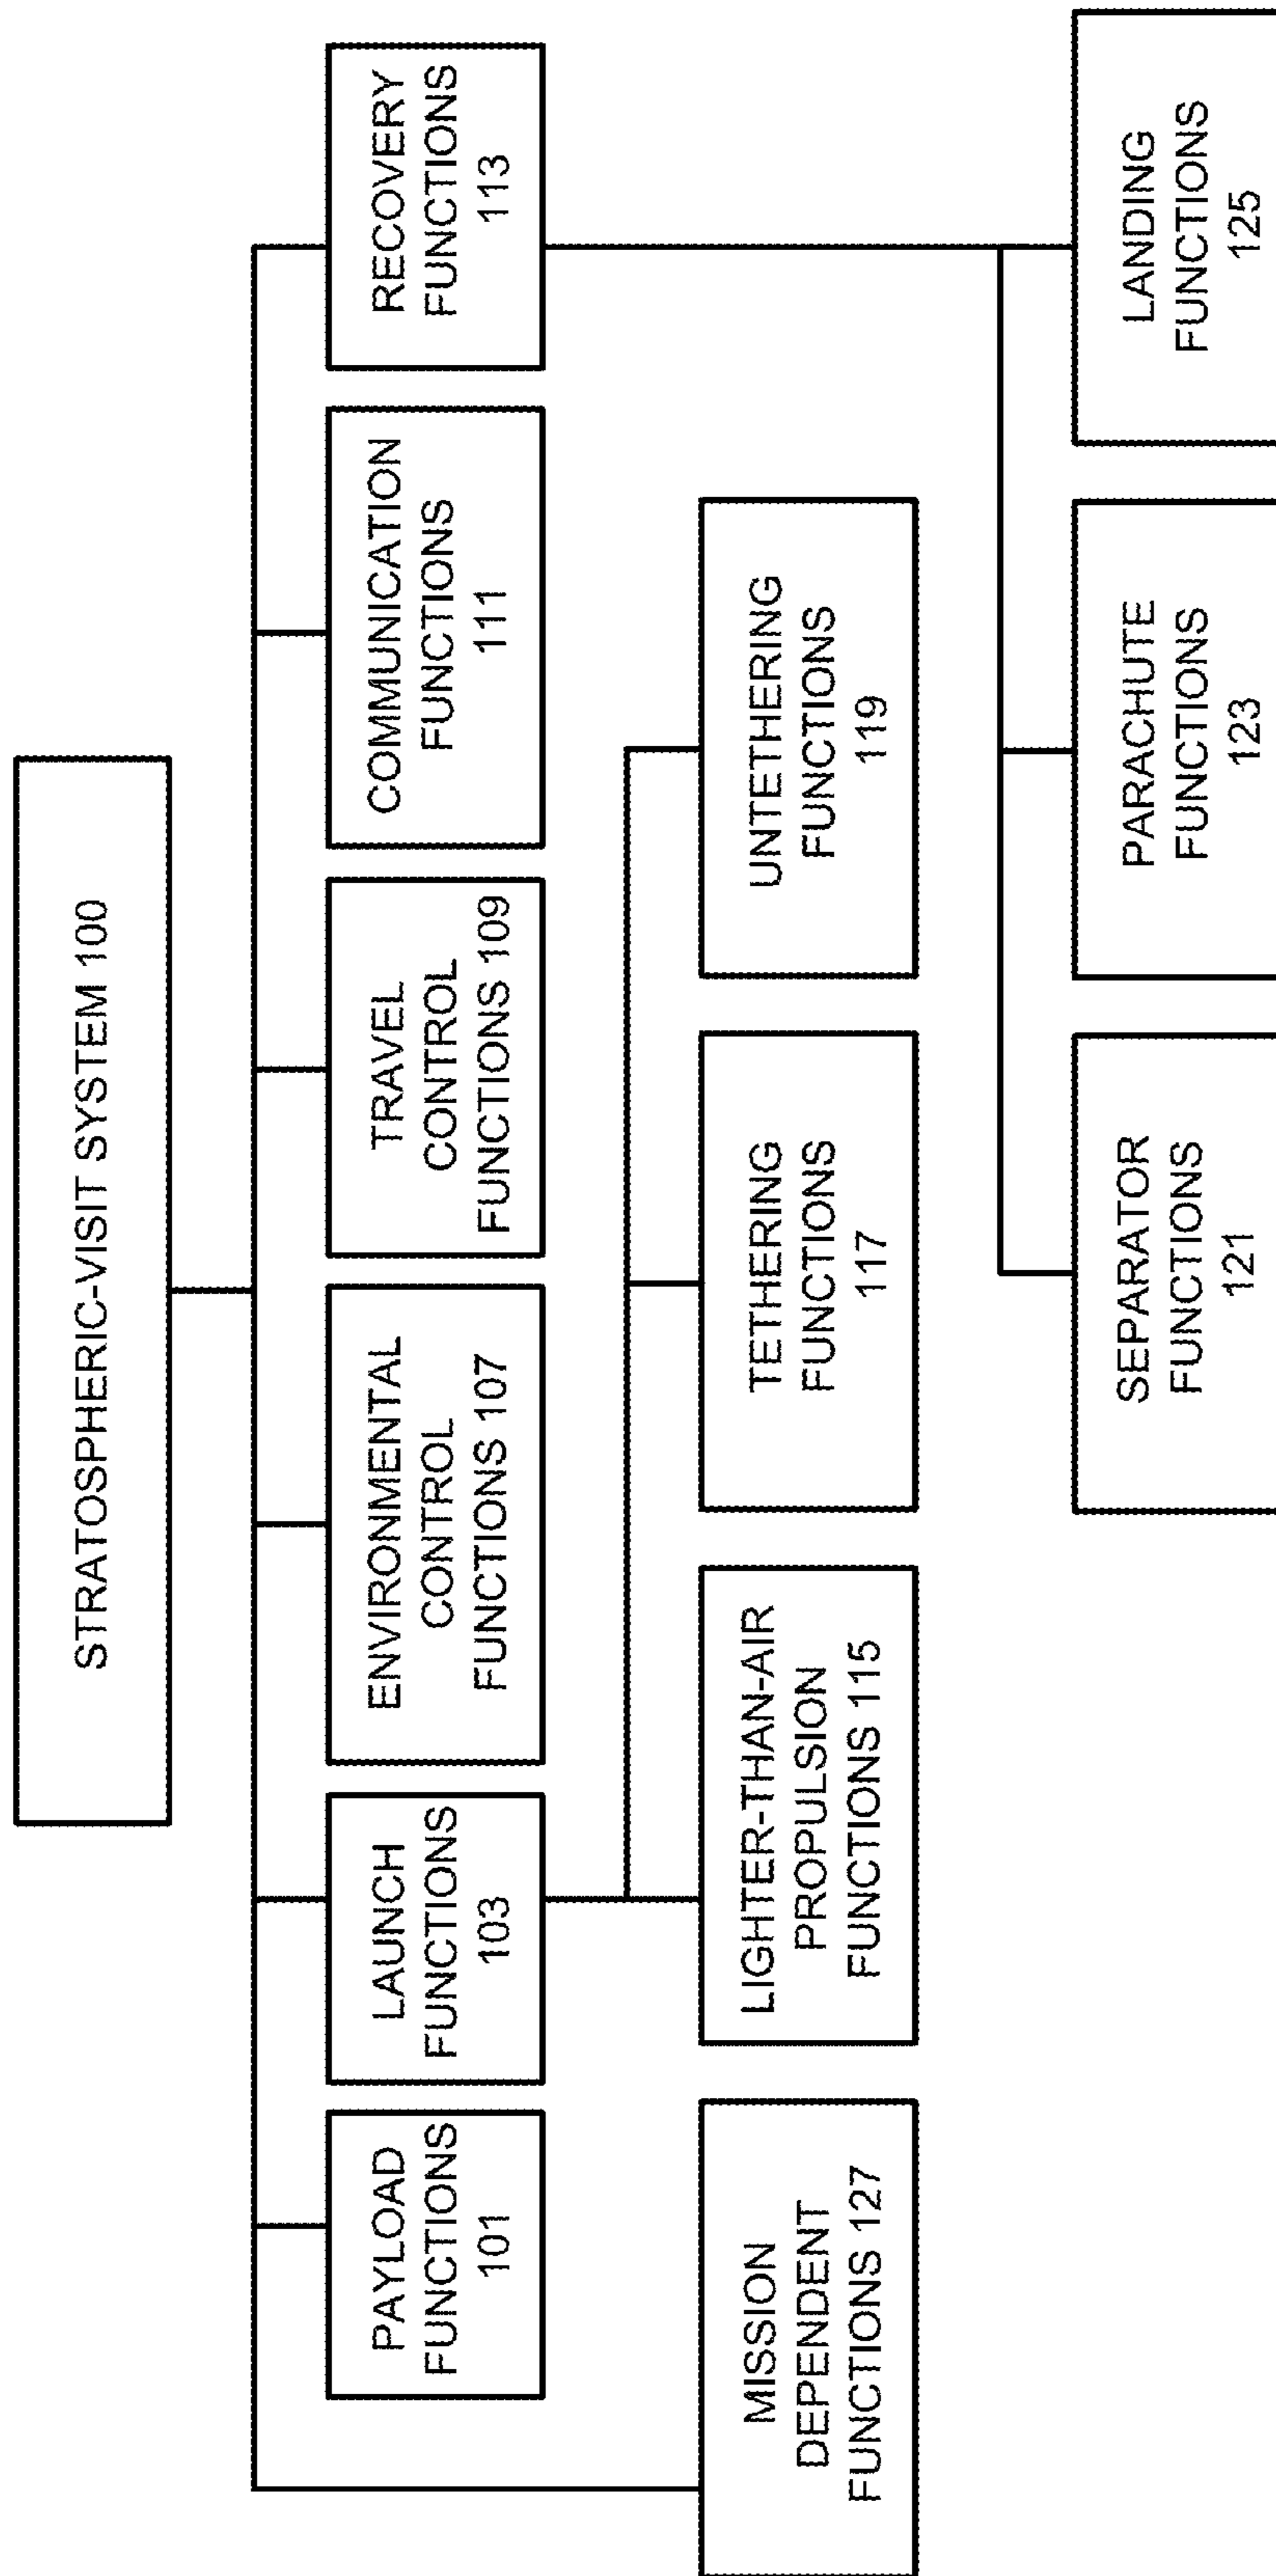 STRATOSPHERIC-VISIT SYSTEM 100
PAYLOAD
FUNCTIONS
101
LAUNCH
FUNCTIONS
103
ENVIRONMENTAL
CONTROL
FUNCTIONS 107
TRAVEL
CONTROL
FUNCTIONS 109
COMMUNICATION
FUNCTIONS
111
RECOVERY
FUNCTIONS
113
MISSION
DEPENDENT
FUNCTIONS 127
LIGHTER-THAN-AIR
PROPULSION
FUNCTIONS 115
TETHERING
FUNCTIONS
117
UNTETHERING
FUNCTIONS
119
SEPARATOR
FUNCTIONS
121
PARACHUTE
FUNCTIONS
123
LANDING
FUNCTIONS
125